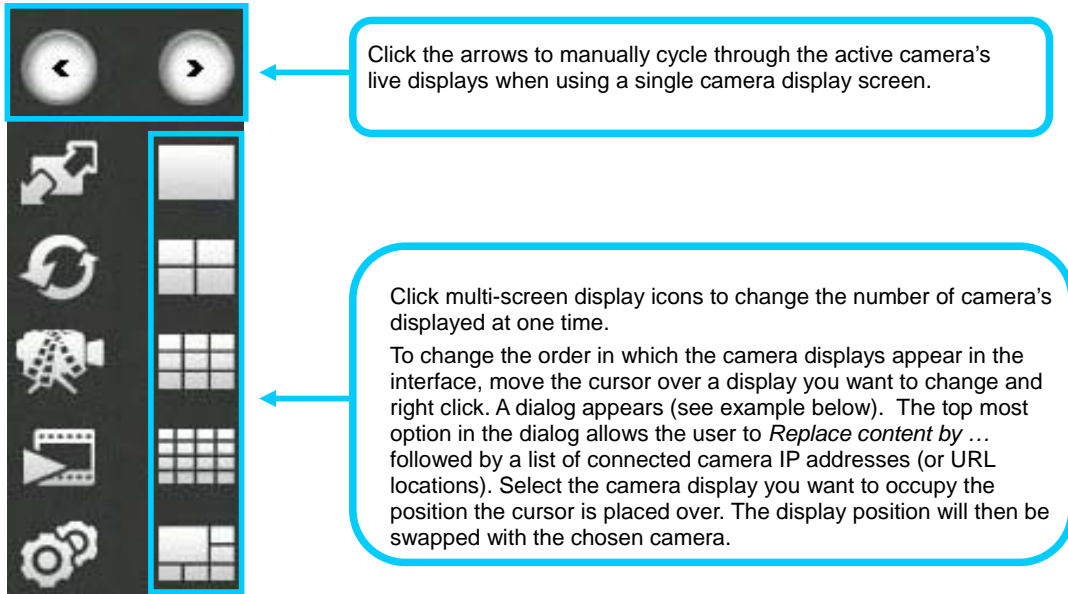 Click the arrows to manually cycle through the active camera's
live displays when using a single camera display screen.
Click multi-screen display icons to change the number of camera's
displayed at one time.
To change the order in which the camera displays appear in the
interface, move the cursor over a display you want to change and
right click. A dialog appears (see example below).  The top most
option in the dialog allows the user to Replace content by …
followed by a list of connected camera IP addresses (or URL
locations). Select the camera display you want to occupy the
position the cursor is placed over. The display position will then be
swapped with the chosen camera.